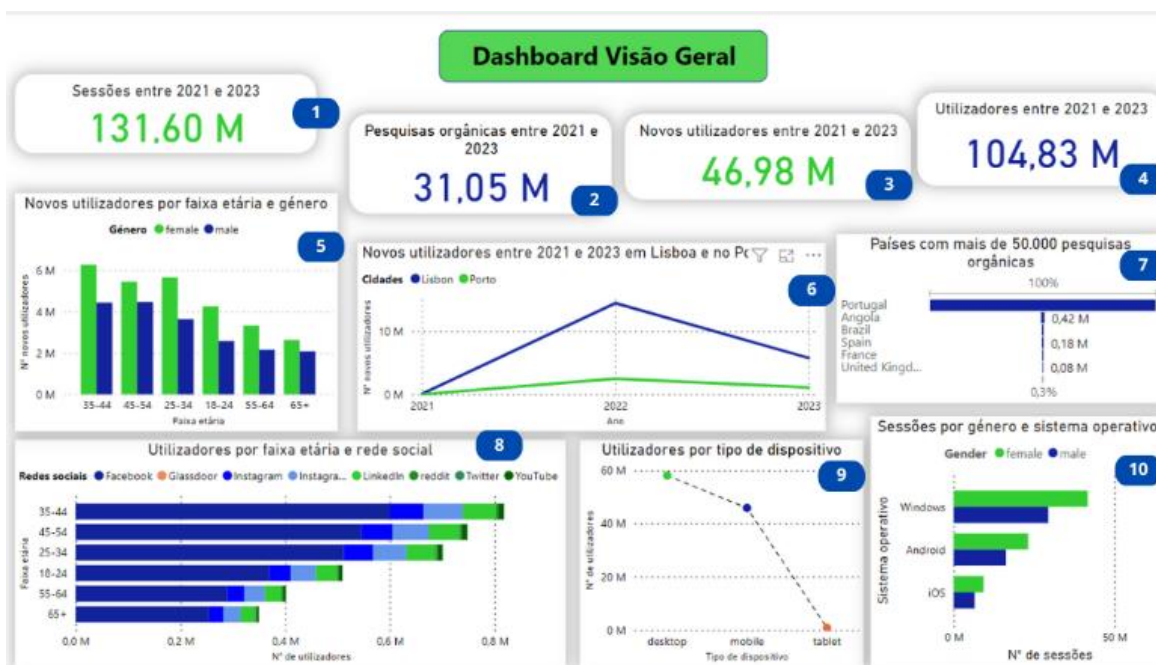 Dashboard Visão Geral
Sessões entre 2021 e 2023
131,60 M
1
Pesquisas orgânicas entre 2021 e
2023
31,05 M
2
Novos utilizadores entre 2021 e 2023
46,98 M
3
Utilizadores entre 2021 e 2023
104,83 M
4
Novos utilizadores por faixa etária e género
Género female male
5
Nº novos utilizadores
6 M
4 M
2 M
0 M
35-44 45-54 25-34 18-24 55-64 65+
Faixa etária
Novos utilizadores entre 2021 e 2023 em Lisboa e no Po
Cidades Lisbon Porto
6
Nº novos utilizadores
10 M
0 M
2021 2022 2023
Ano
Países com mais de 50.000 pesquisas
orgânicas
7
100%
Portugal
Angola 0,42 M
Brazil
Spain 0,18 M
France
United Kingd... 0,08 M
0,3%
Utilizadores por faixa etária e rede social
8
Redes sociais Facebook Glassdoor Instagram Instagra... LinkedIn reddit Twitter YouTube
Faixa etária
35-44
45-54
25-34
18-24
55-64
65+
0,0 M 0,2 M 0,4 M 0,6 M 0,8 M
N° de utilizadores
Utilizadores por tipo de dispositivo
9
N° de utilizadores
60 M
40 M
20 M
0 M
desktop mobile tablet
Tipo de dispositivo
Sessões por género e sistema operativo
Gender female male
10
Sistema operativo
Windows
Android
iOS
0 M 50 M
N° de sessões